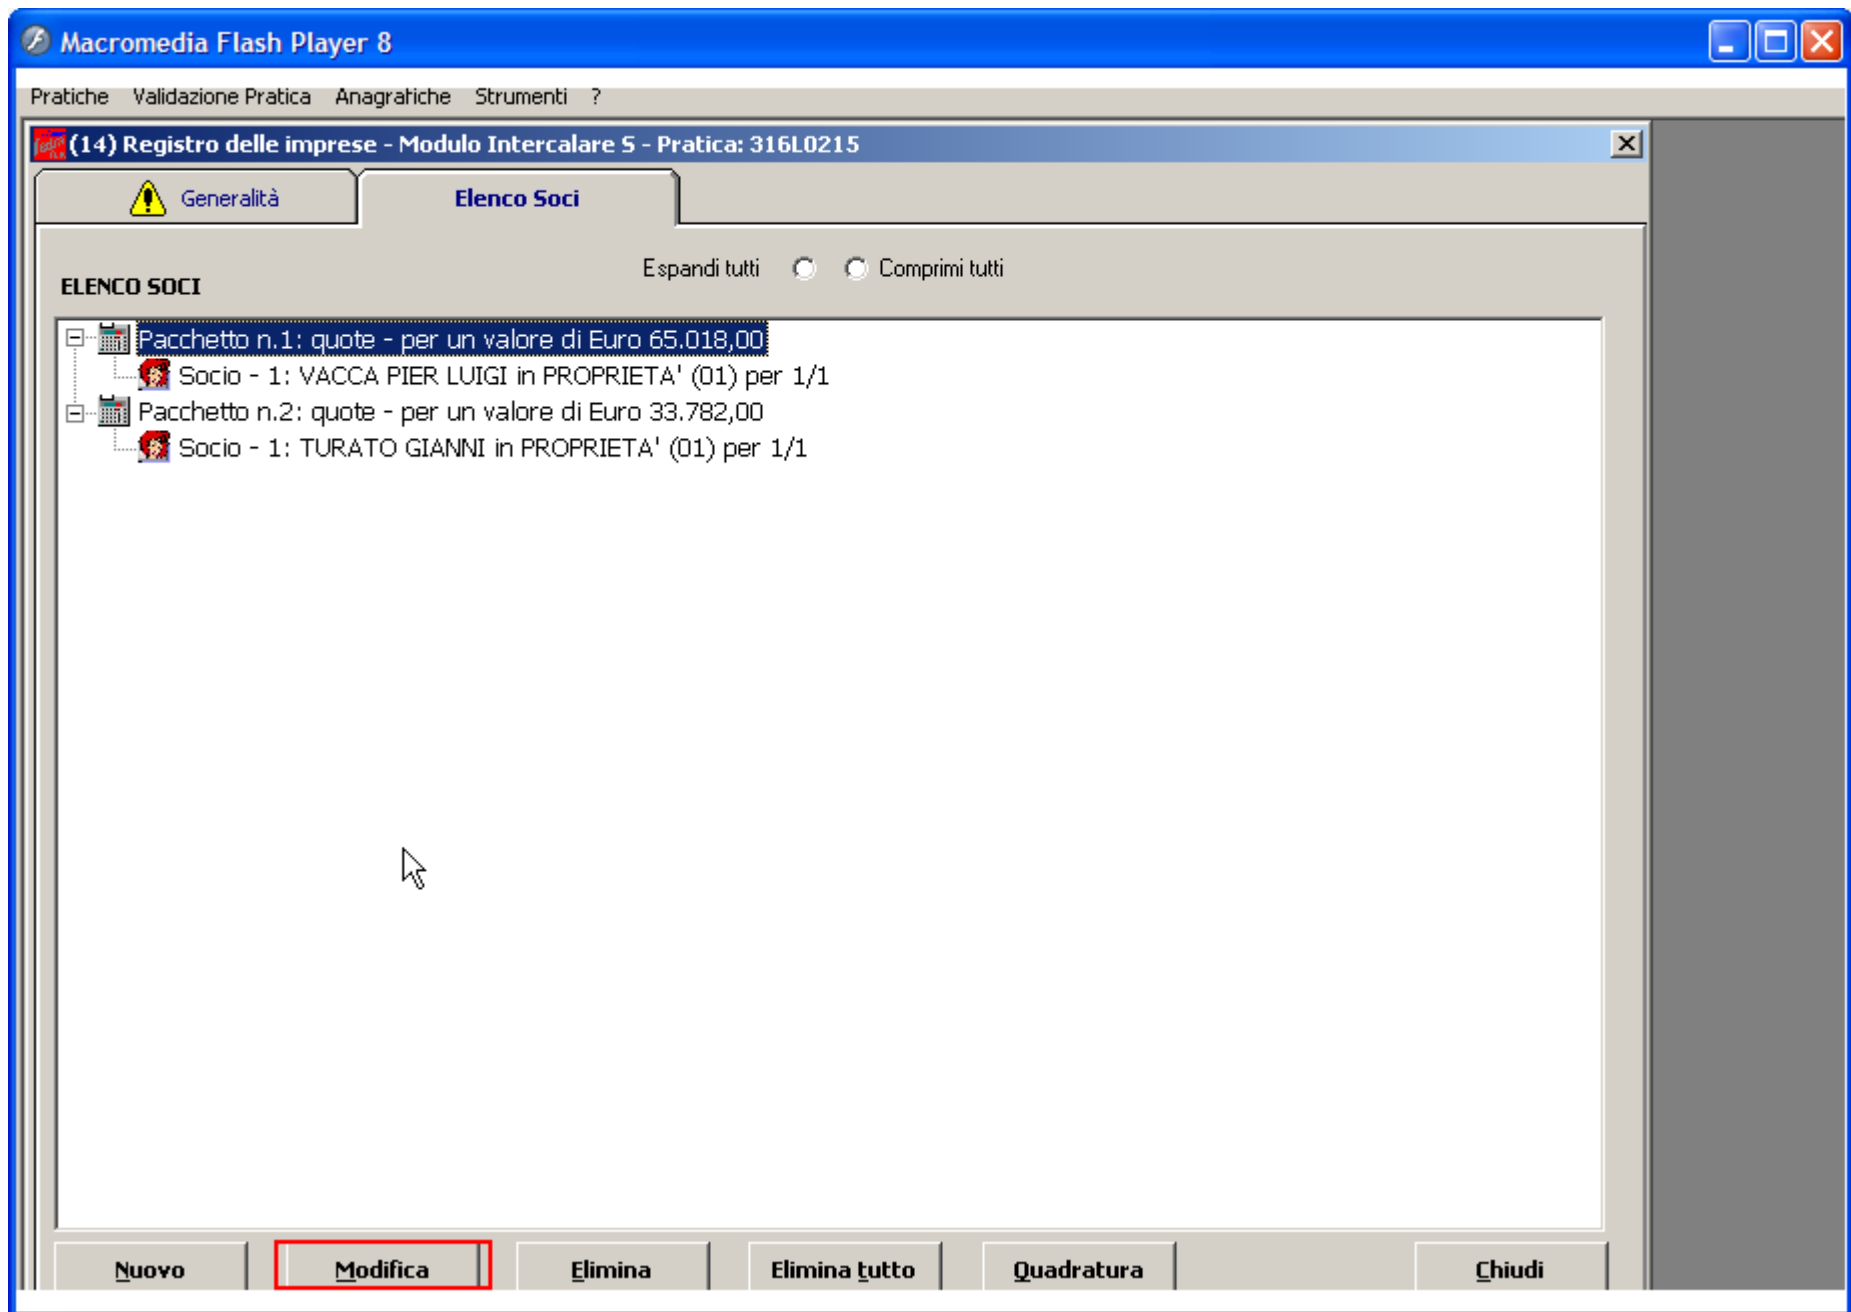 Macromedia Flash Player 8
Pratiche Validazione Pratica Anagrafiche Strumenti ?
(14) Registro delle imprese - Modulo Intercalare S - Pratica: 316L0215
Generalità Elenco Soci
Espandi tutti Comprimi tutti
ELENCO SOCI
Pacchetto n.1: quote - per un valore di Euro 65.018,00
Socio - 1: VACCA PIER LUIGI in PROPRIETA' (01) per 1/1
Pacchetto n.2: quote - per un valore di Euro 33.782,00
Socio - 1: TURATO GIANNI in PROPRIETA' (01) per 1/1
Nuovo Modifica Elimina Elimina tutto Quadratura Chiudi